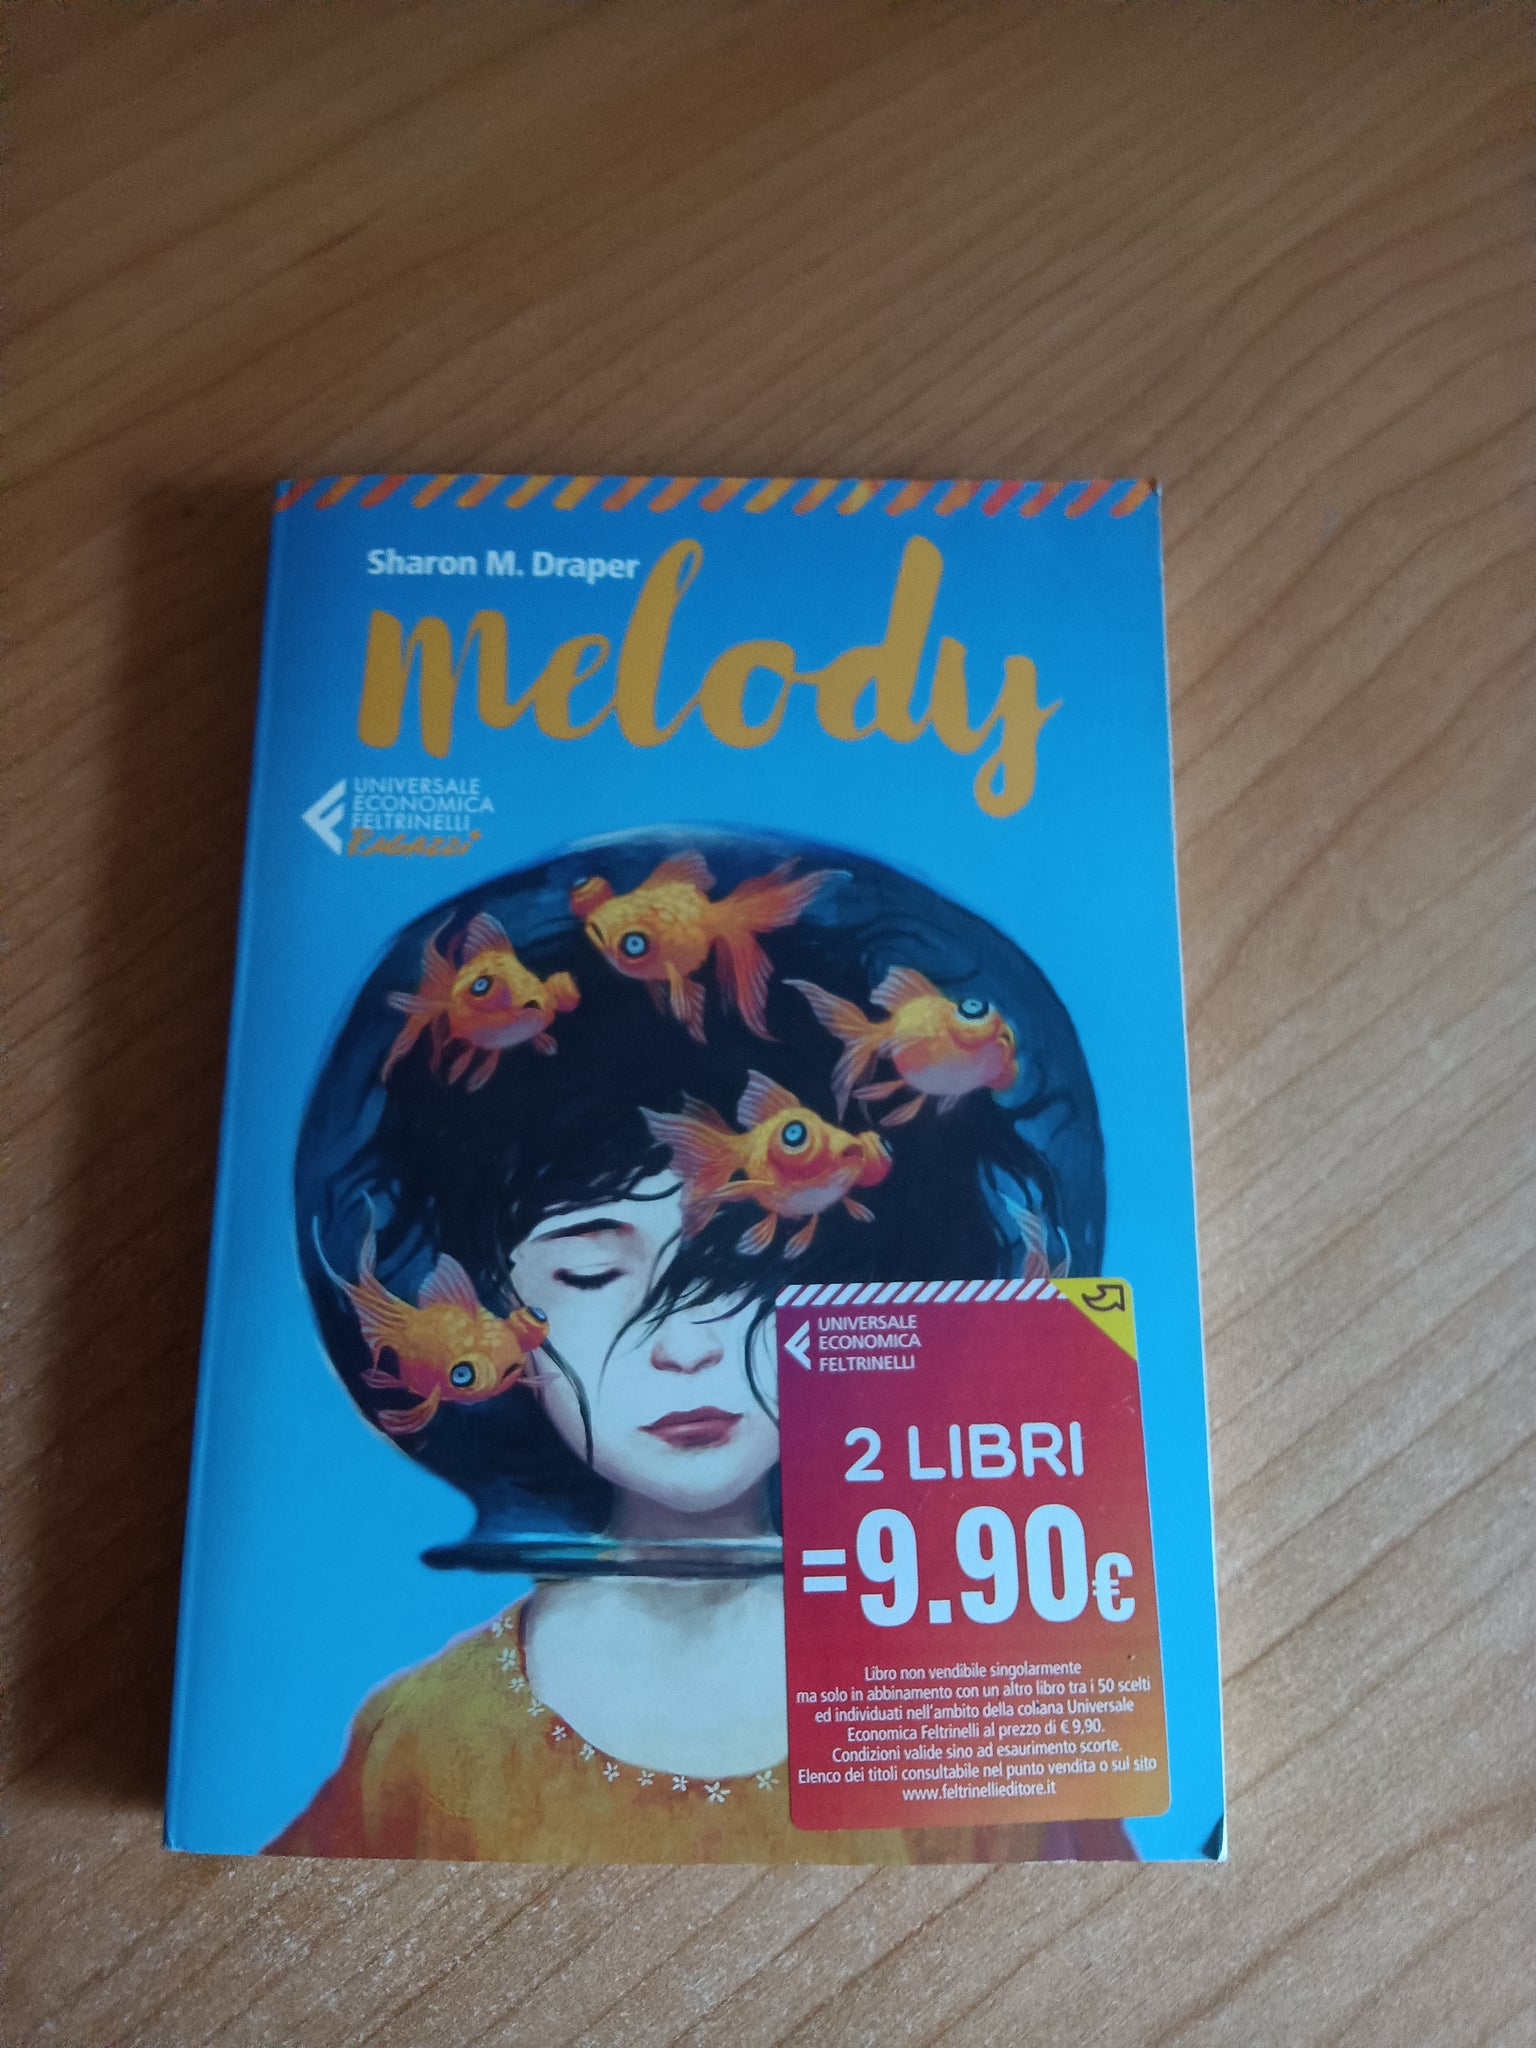 Sharon M. Draper
melody
UNIVERSALE
ECONOMICA
FELTRINELLI
Ragazzi
UNIVERSALE
ECONOMICA
FELTRINELLI
2 LIBRI
=9.90€
Libro non vendibile singolarmente
ma solo in abbinamento con un altro libro tra i 50 scelti
ed individuati nell'ambito della collana Universale
Economica Feltrinelli al prezzo di € 9,90.
Condizioni valide sino ad esaurimento scorte.
Elenco dei titoli consultabile nel punto vendita o sul sito
www.feltrinellieditore.it